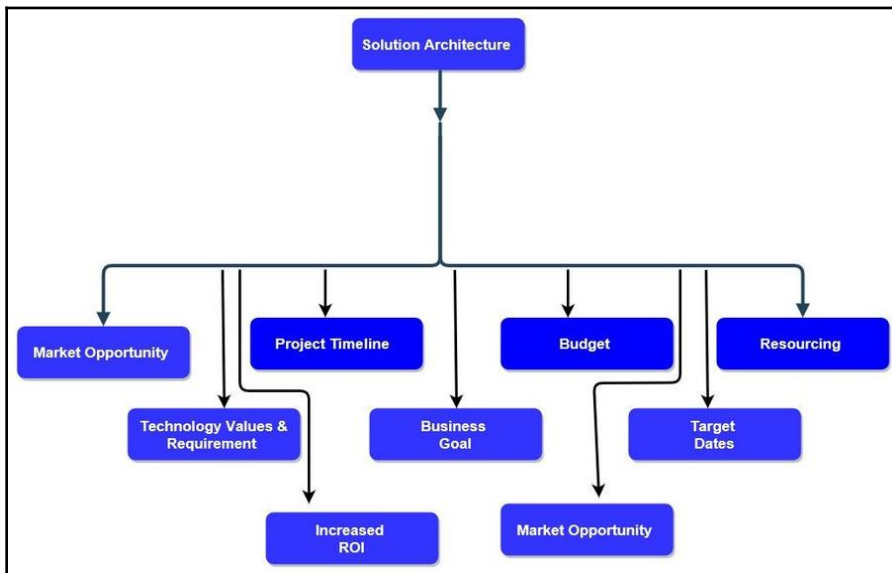 Solution Architecture
Market Opportunity
Project Timeline
Budget
Resourcing
Technology Values &
Requirement
Business
Goal
Target
Dates
Increased
ROI
Market Opportunity